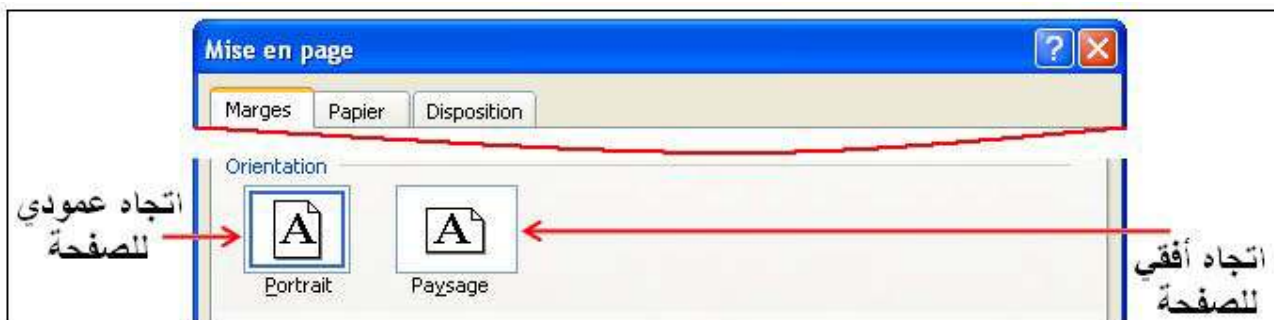 Mise en page
Marges Papier Disposition
Orientation
A A
Portrait Paysage
اتجاه عمودي
للصفحة
اتجاه أفقي
للصفحة